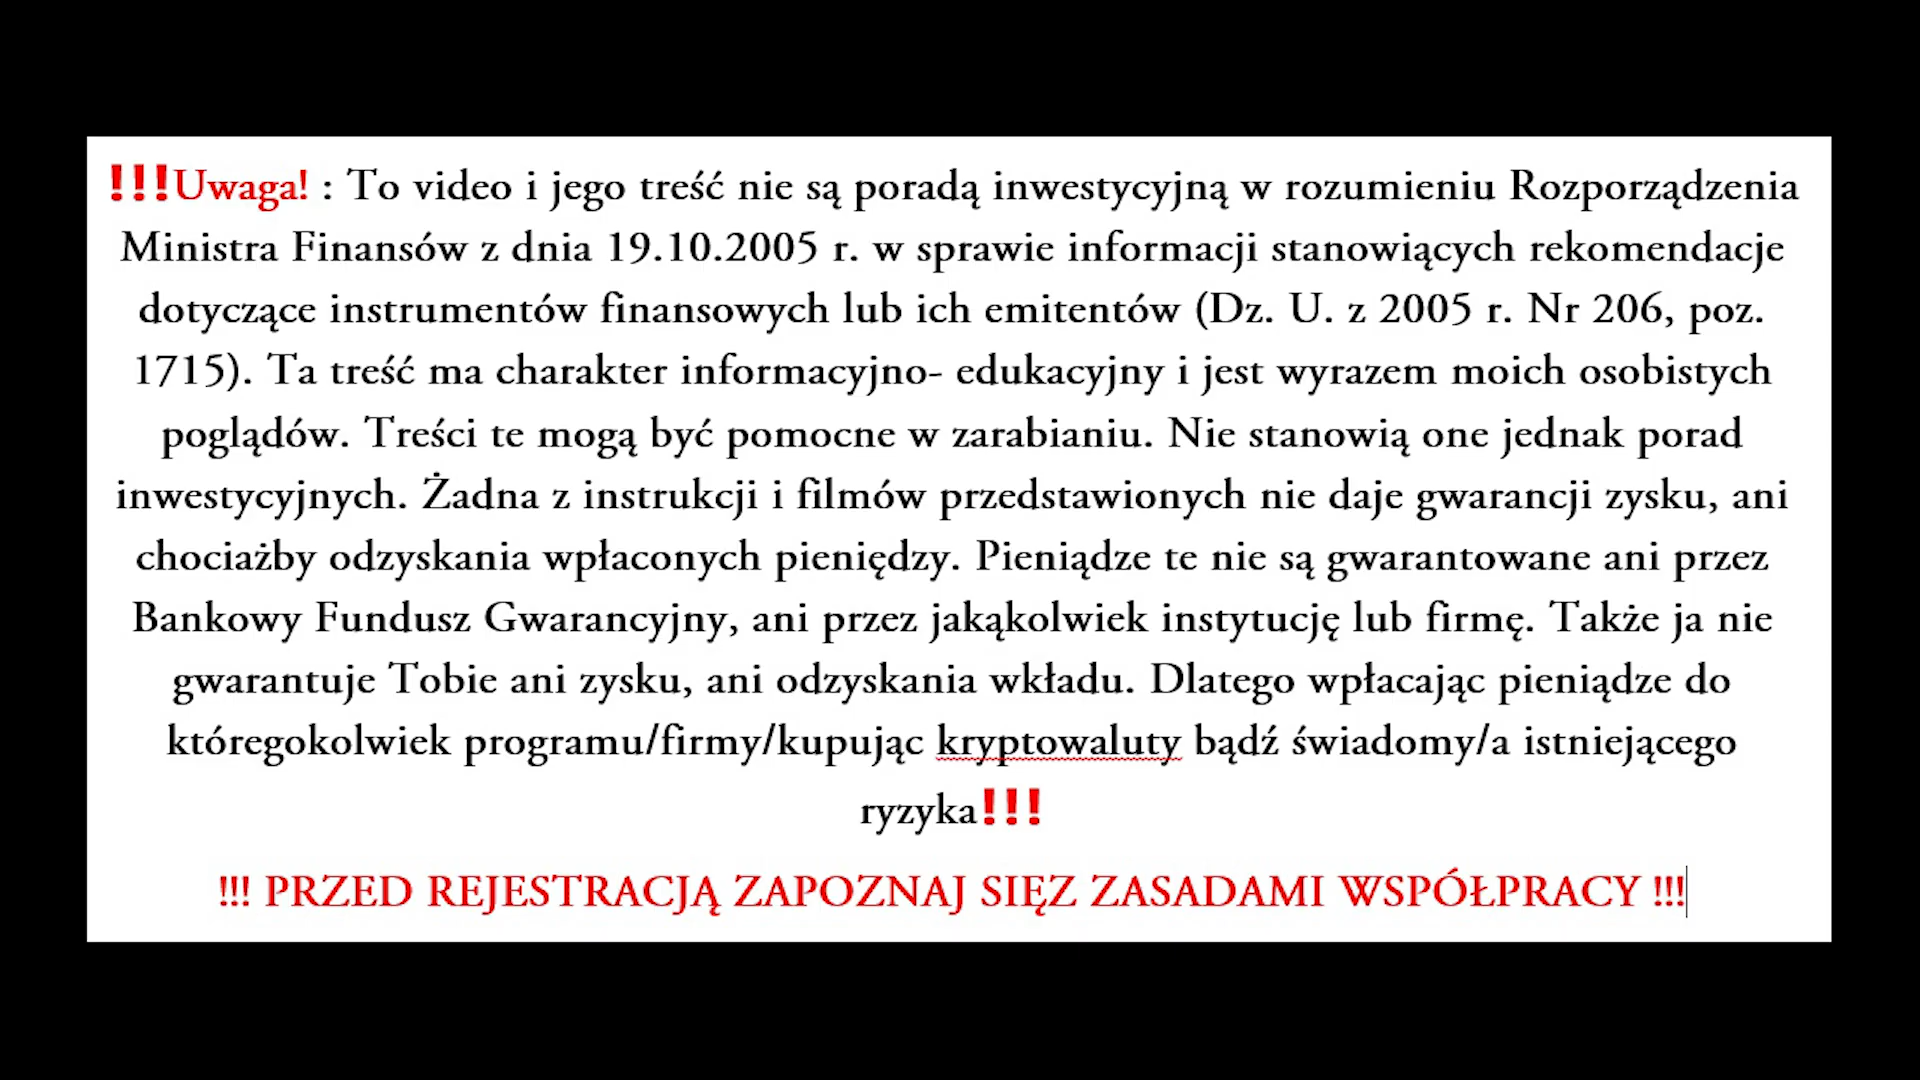 !!!Uwaga! : To video i jego treść nie są poradą inwestycyjną w rozumieniu Rozporządzenia
Ministra Finansów z dnia 19.10.2005 r. w sprawie informacji stanowiących rekomendacje
dotyczące instrumentów finansowych lub ich emitentów (Dz. U. z 2005 r. Nr 206, poz.
1715). Ta treść ma charakter informacyjno- edukacyjny i jest wyrazem moich osobistych
poglądów. Treści te mogą być pomocne w zarabianiu. Nie stanowią one jednak porad
inwestycyjnych. Żadna z instrukcji i filmów przedstawionych nie daje gwarancji zysku, ani
chociażby odzyskania wpłaconych pieniędzy. Pieniądze te nie są gwarantowane ani przez
Bankowy Fundusz Gwarancyjny, ani przez jakąkolwiek instytucję lub firmę. Także ja nie
gwarantuje Tobie ani zysku, ani odzyskania wkładu. Dlatego wpłacając pieniądze do
któregokolwiek programu/firmy/kupując kryptowaluty bądź świadomy/a istniejącego
ryzyka!!!
!!! PRZED REJESTRACJĄ ZAPOZNAJ SIĘZ ZASADAMI WSPÓŁPRACY !!!